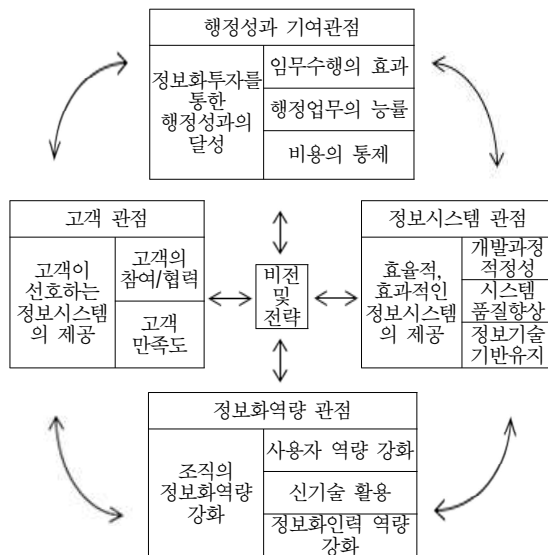 행정성과 기여관점
정보화투자를
통한
행정성과의
달성
임무수행의 효과
행정업무의 능률
비용의 통제
고객 관점
고객이
선호하는
정보시스템
의 제공
고객의
참여/협력
고객
만족도
비전
및
전략
정보시스템 관점
효율적,
효과적인
정보시스템
의 제공
개발과정
적정성
시스템
품질향상
정보기술
기반유지
정보화역량 관점
조직의
정보화역량
강화
사용자 역량 강화
신기술 활용
정보화인력 역량
강화